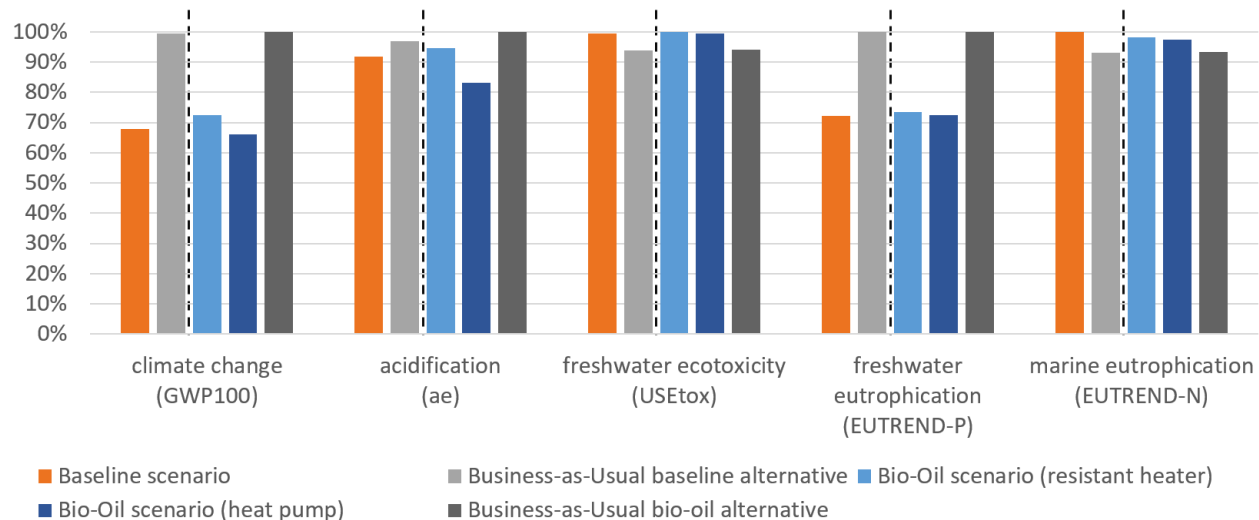 100%
90%
80%
70%
60%
50%
40%
30%
20%
10%
0%
climate change
(GWP100)
acidification
(ae)
freshwater ecotoxicity
(USEtox)
freshwater
eutrophication
(EUTREND-P)
marine eutrophication
(EUTREND-N)
Baseline scenario
Business-as-Usual baseline alternative
Bio-Oil scenario (resistant heater)
Bio-Oil scenario (heat pump)
Business-as-Usual bio-oil alternative